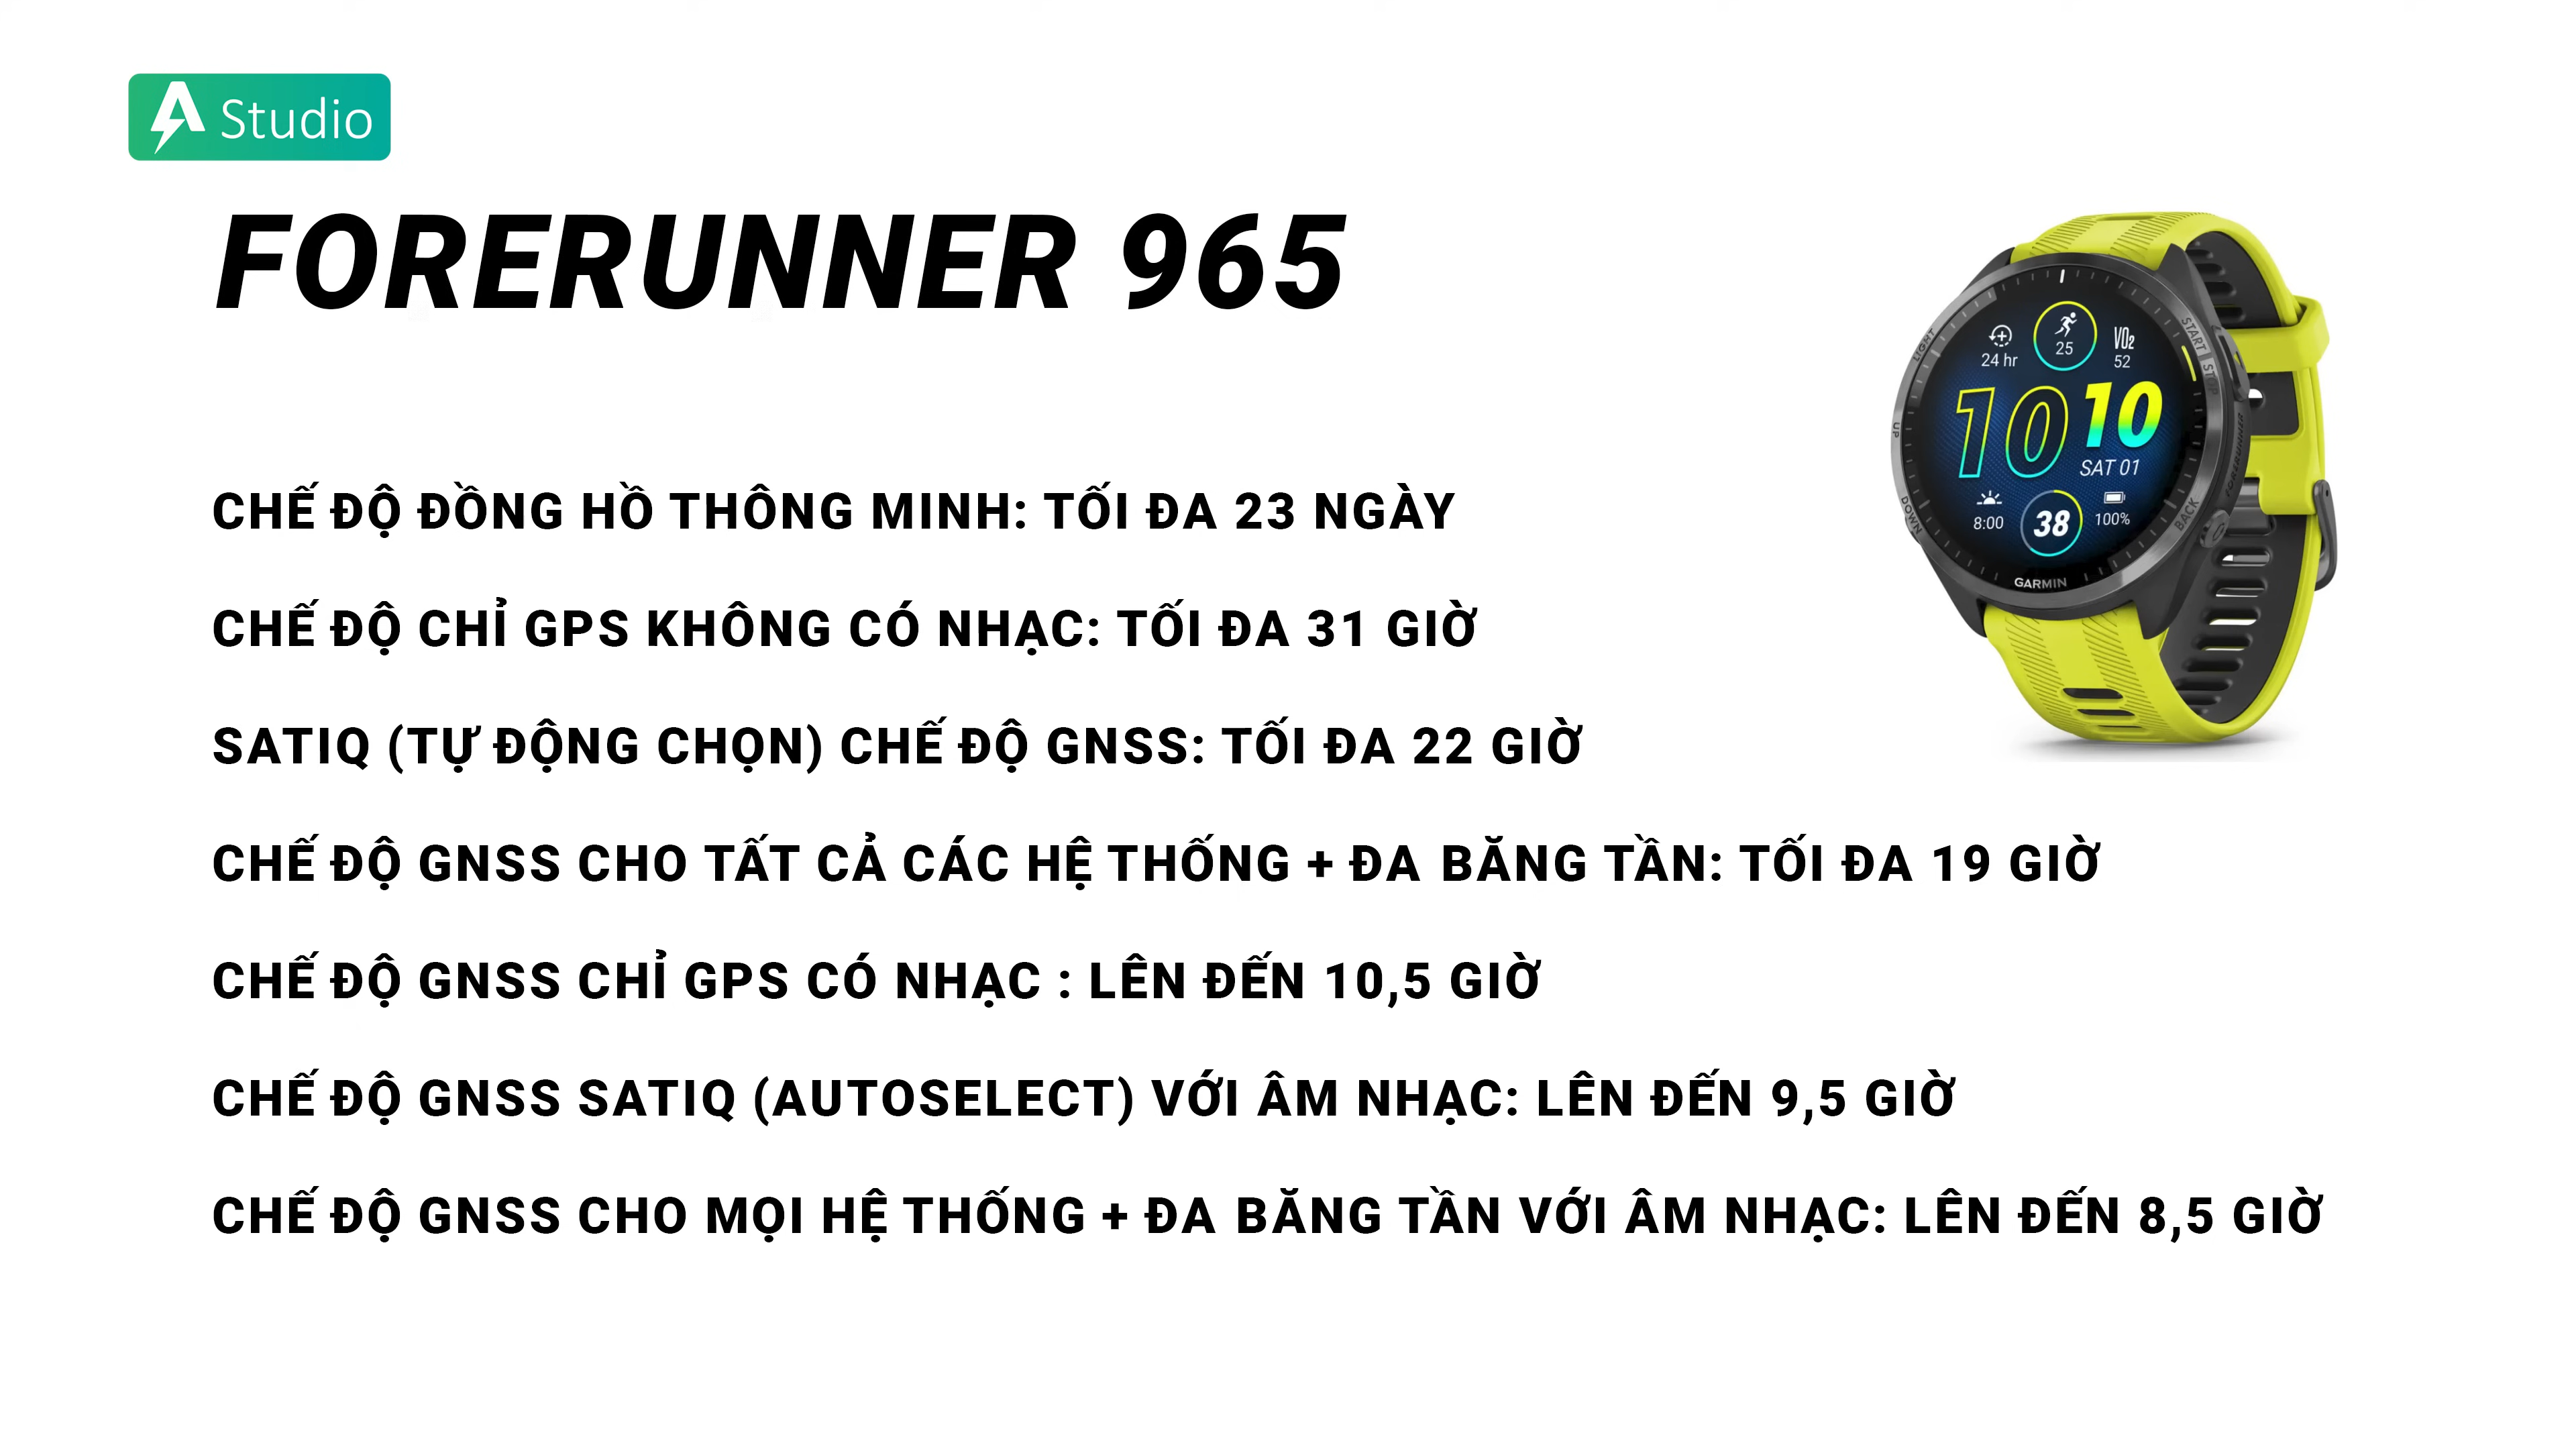 A Studio
FORERUNNER 965
CHẾ ĐỘ ĐỒNG HỒ THÔNG MINH: TỐI ĐA 23 NGÀY
CHẾ ĐỘ CHỈ GPS KHÔNG CÓ NHẠC: TỐI ĐA 31 GIỜ
SATIQ (TỰ ĐỘNG CHỌN) CHẾ ĐỘ GNSS: TỐI ĐA 22 GIỜ
CHẾ ĐỘ GNSS CHO TẤT CẢ CÁC HỆ THỐNG + ĐA BĂNG TẦN: TỐI ĐA 19 GIỜ
CHẾ ĐỘ GNSS CHỈ GPS CÓ NHẠC : LÊN ĐẾN 10,5 GIỜ
CHẾ ĐỘ GNSS SATIQ (AUTOSELECT) VỚI ÂM NHẠC: LÊN ĐẾN 9,5 GIỜ
CHẾ ĐỘ GNSS CHO MỌI HỆ THỐNG + ĐA BĂNG TẦN VỚI ÂM NHẠC: LÊN ĐẾN 8,5 GIỜ
LIGHT
START STOP
UP
DOWN
BACK
FORERUNNER
24 hr
25
VO2
52
10 10
SAT 01
8:00
38
100%
GARMIN